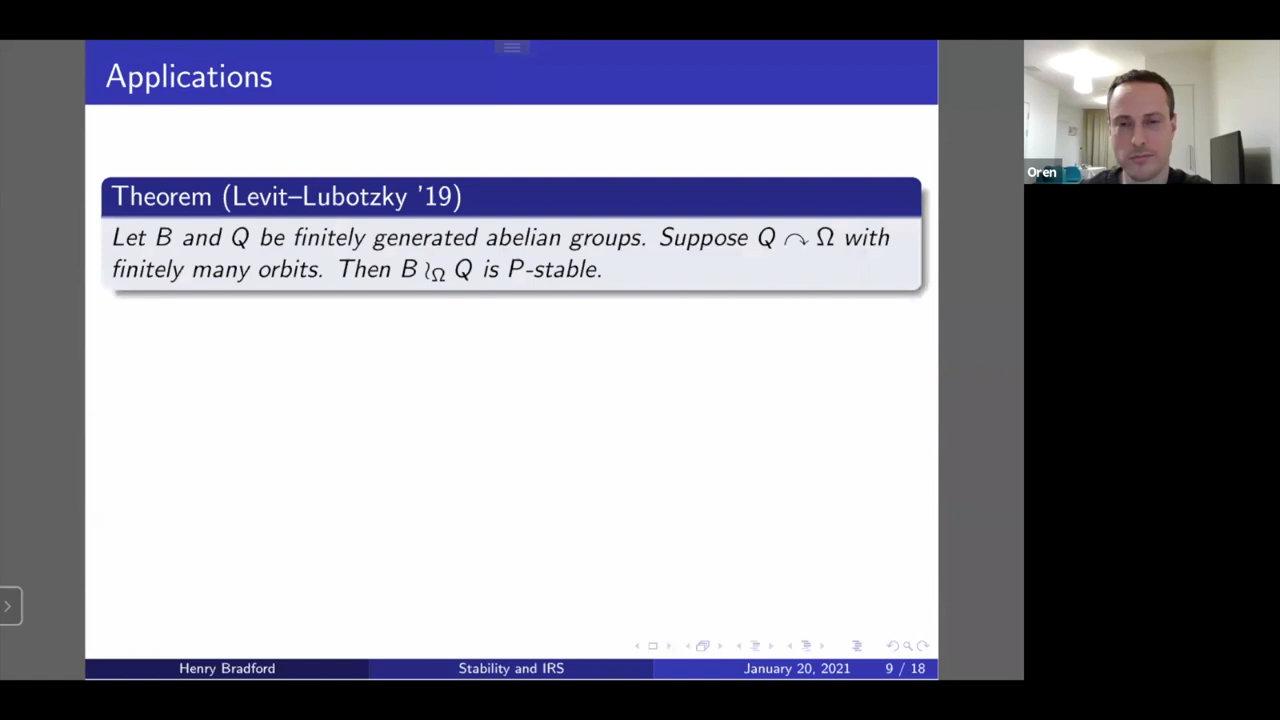 Applications
Theorem (Levit–Lubotzky '19)
Let B and Q be finitely generated abelian groups. Suppose Q ↷ Ω with
finitely many orbits. Then B ≀_Ω Q is P-stable.
Oren
Henry Bradford
Stability and IRS
January 20, 2021
9 / 18